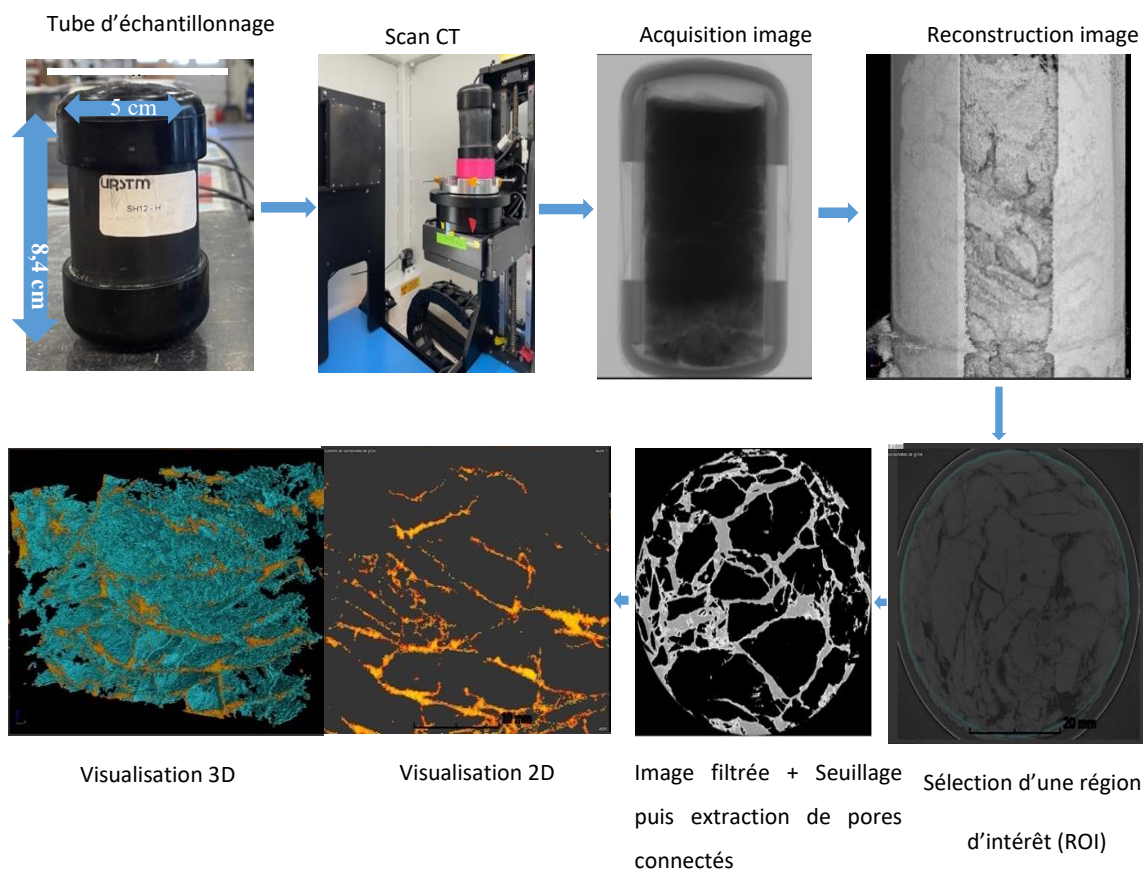 Tube d’échantillonnage
Scan CT
Acquisition image
Reconstruction image
5 cm
8,4 cm
URSTM
SH12 - H
10 mm
20 mm
Visualisation 3D
Visualisation 2D
Image filtrée + Seuillage
puis extraction de pores
connectés
Sélection d’une région
d’intérêt (ROI)